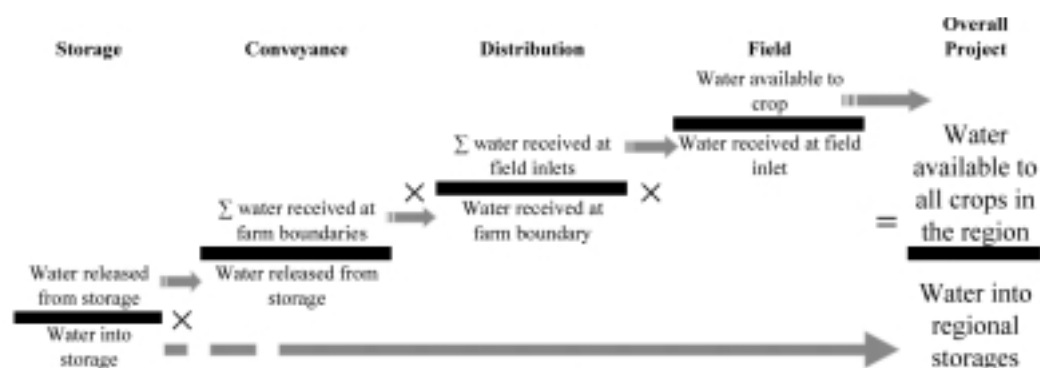 Storage
Conveyance
Distribution
Field
Overall
Project
Water released
from storage
Water into
storage
×
∑ water received at
farm boundaries
Water released from
storage
×
∑ water received at
field inlets
Water received at
farm boundary
×
Water available to
crop
Water received at field
inlet
=
Water
available to
all crops in
the region
Water into
regional
storages